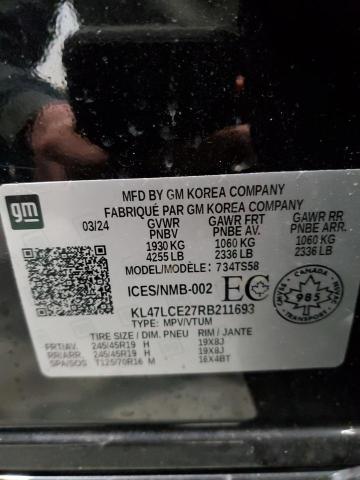 gm
MFD BY GM KOREA COMPANY
FABRIQUÉ PAR GM KOREA COMPANY
03/24 GVWR GAWR FRT GAWR RR
PNBV PNBE AV. PNBE ARR.
1930 KG 1060 KG 1060 KG
4255 LB 2336 LB 2336 LB
MODEL/MODÈLE: 734TS58
ICES/NMB-002 EC
CANADA
985
KL47LCE27RB211693
TYPE: MPV/VTUM
TIRE SIZE / DIM. PNEU RIM / JANTE
FRT/AV. 245/45R19 H 19X8J
RR/ARR. 245/45R19 H 19X8J
SPA/SOS T125/70R16 M 16X4BT